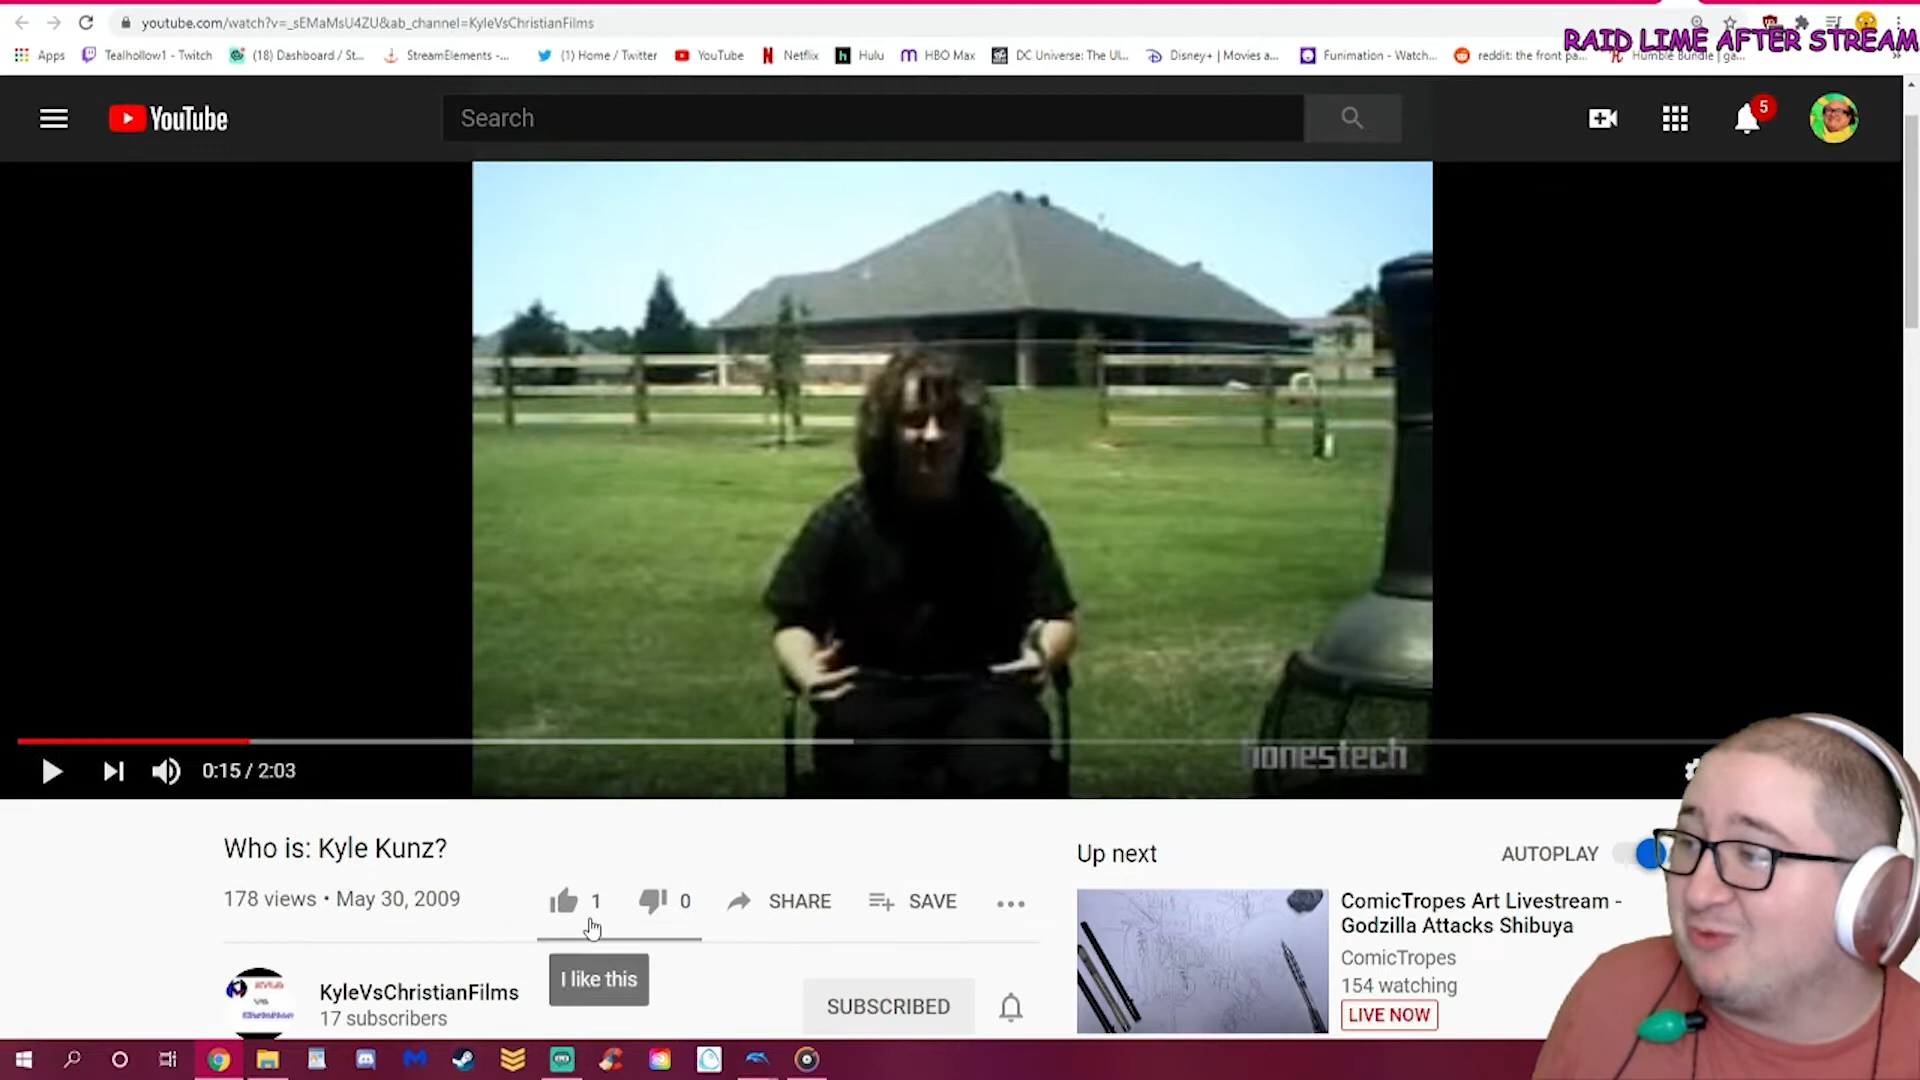 youtube.com/watch?v=_sEMaMsU4ZU&ab_channel=KyleVsChristianFilms
RAID LIME AFTER STREAM
Apps
Tealhollow1 - Twitch
(18) Dashboard / St...
StreamElements -...
(1) Home / Twitter
YouTube
Netflix
Hulu
HBO Max
DC Universe: The Ul...
Disney+ | Movies a...
Funimation - Watch...
reddit: the front pa...
Humble Bundle | ga...
YouTube
Search
5
honestech
0:15 / 2:03
Who is: Kyle Kunz?
178 views • May 30, 2009
1
0
SHARE
SAVE
I like this
KyleVsChristianFilms
17 subscribers
SUBSCRIBED
Up next
AUTOPLAY
ComicTropes Art Livestream -
Godzilla Attacks Shibuya
ComicTropes
154 watching
LIVE NOW